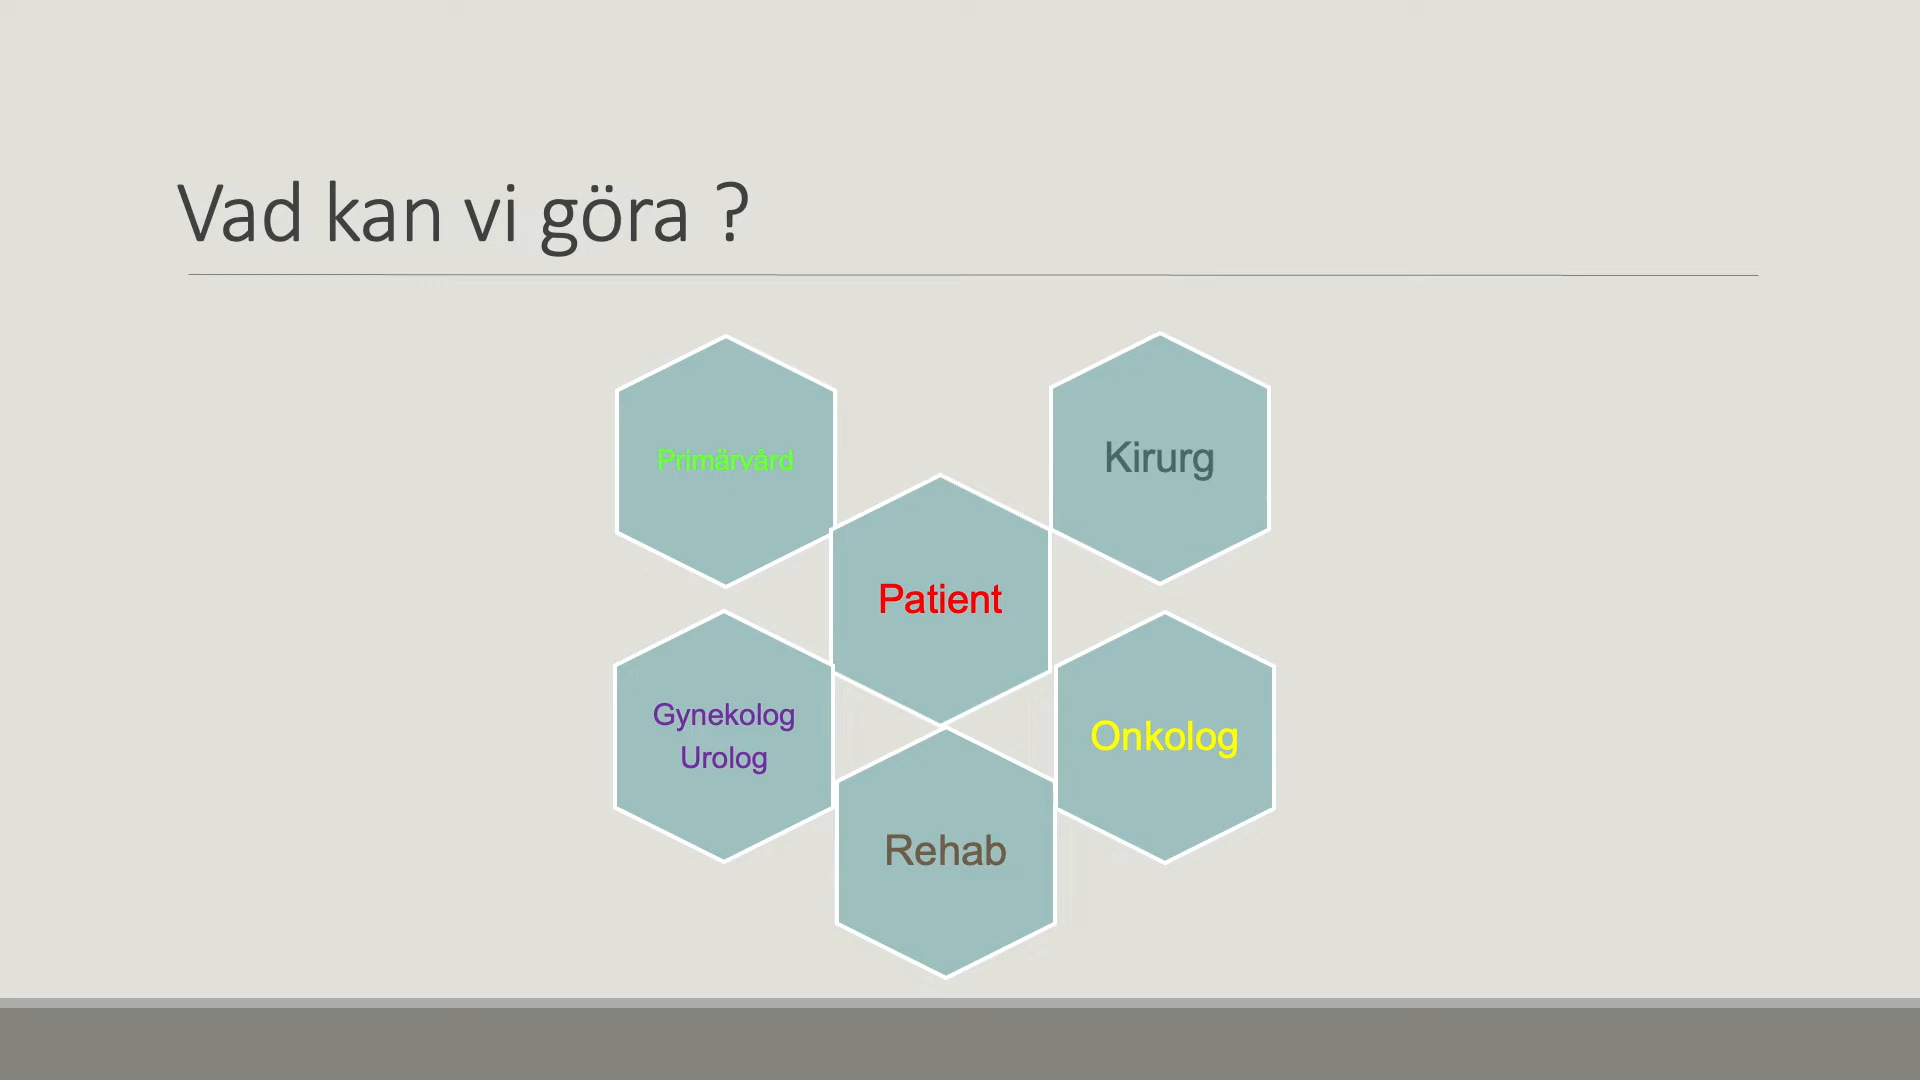 Vad kan vi göra ?
Primärvård
Kirurg
Patient
Gynekolog
Urolog
Onkolog
Rehab